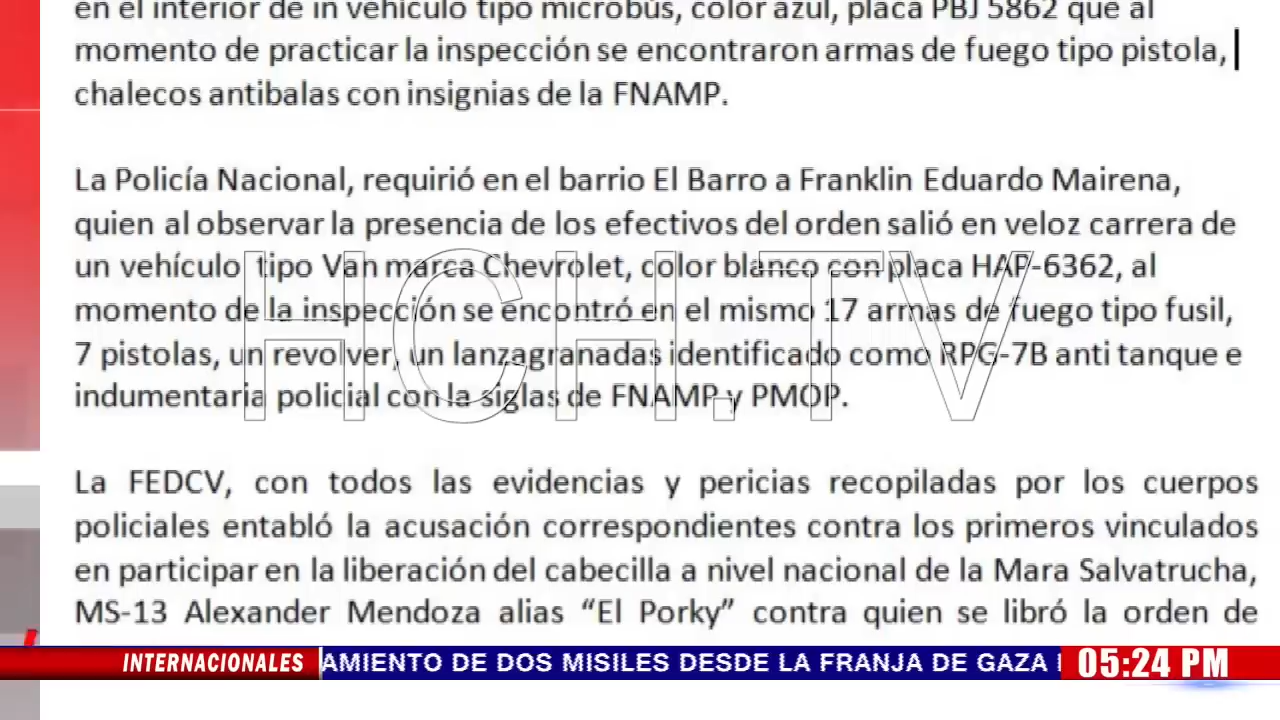 en el interior de in vehículo tipo microbús, color azul, placa PBJ 5862 que al
momento de practicar la inspección se encontraron armas de fuego tipo pistola,
chalecos antibalas con insignias de la FNAMP.
La Policía Nacional, requirió en el barrio El Barro a Franklin Eduardo Mairena,
quien al observar la presencia de los efectivos del orden salió en veloz carrera de
un vehículo tipo Van marca Chevrolet, color blanco con placa HAP-6362, al
momento de la inspección se encontró en el mismo 17 armas de fuego tipo fusil,
7 pistolas, un revolver, un lanzagranadas identificado como RPG-7B anti tanque e
indumentaria policial con la siglas de FNAMP y PMOP.
HCH.TV
La FEDCV, con todos las evidencias y pericias recopiladas por los cuerpos
policiales entabló la acusación correspondientes contra los primeros vinculados
en participar en la liberación del cabecilla a nivel nacional de la Mara Salvatrucha,
MS-13 Alexander Mendoza alias “El Porky” contra quien se libró la orden de
INTERNACIONALES AMIENTO DE DOS MISILES DESDE LA FRANJA DE GAZA 05:24 PM